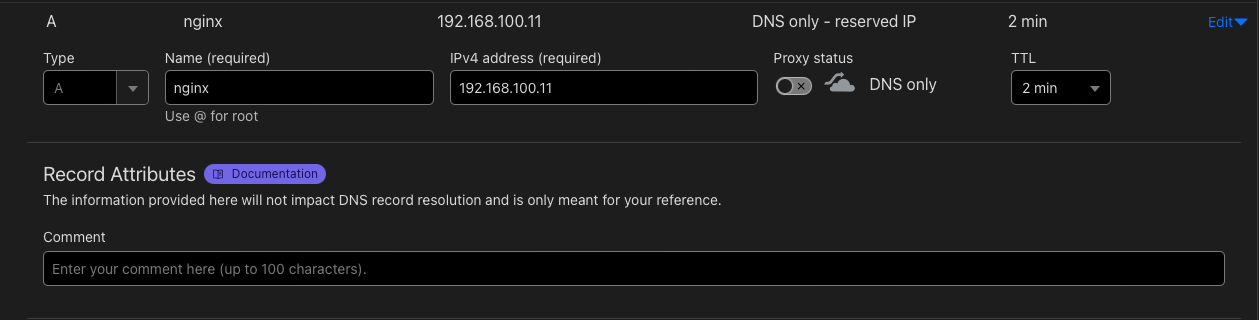 A nginx 192.168.100.11 DNS only - reserved IP 2 min Edit
Type Name (required) IPv4 address (required) Proxy status TTL
A nginx 192.168.100.11 DNS only 2 min
Use @ for root
Record Attributes Documentation
The information provided here will not impact DNS record resolution and is only meant for your reference.
Comment
Enter your comment here (up to 100 characters).